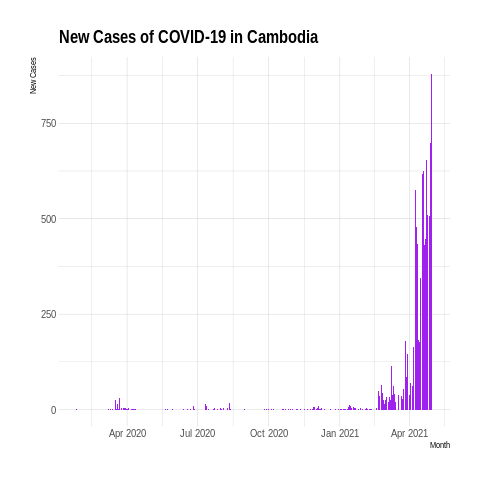 New Cases of COVID-19 in Cambodia
New Cases
750
500
250
0
Apr 2020 Jul 2020 Oct 2020 Jan 2021 Apr 2021
Month